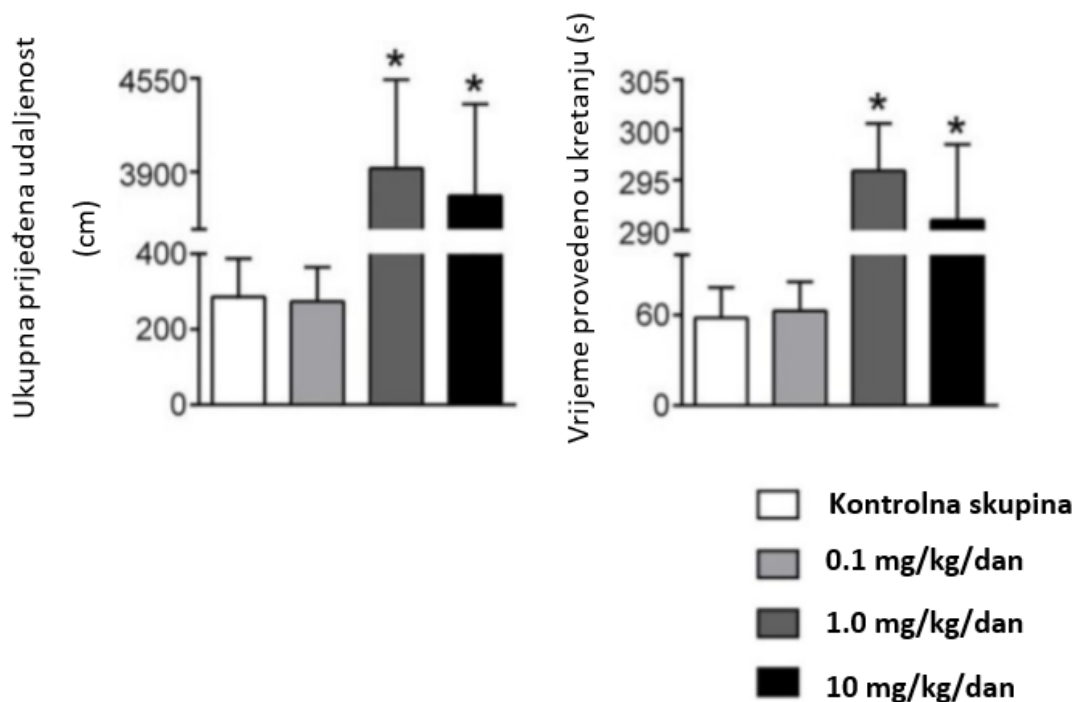 Ukupna prijeđena udaljenost
(cm)
4550
3900
400
200
0
*
*
Vrijeme provedeno u kretanju (s)
305
300
295
290
60
0
*
*
Kontrolna skupina
0.1 mg/kg/dan
1.0 mg/kg/dan
10 mg/kg/dan